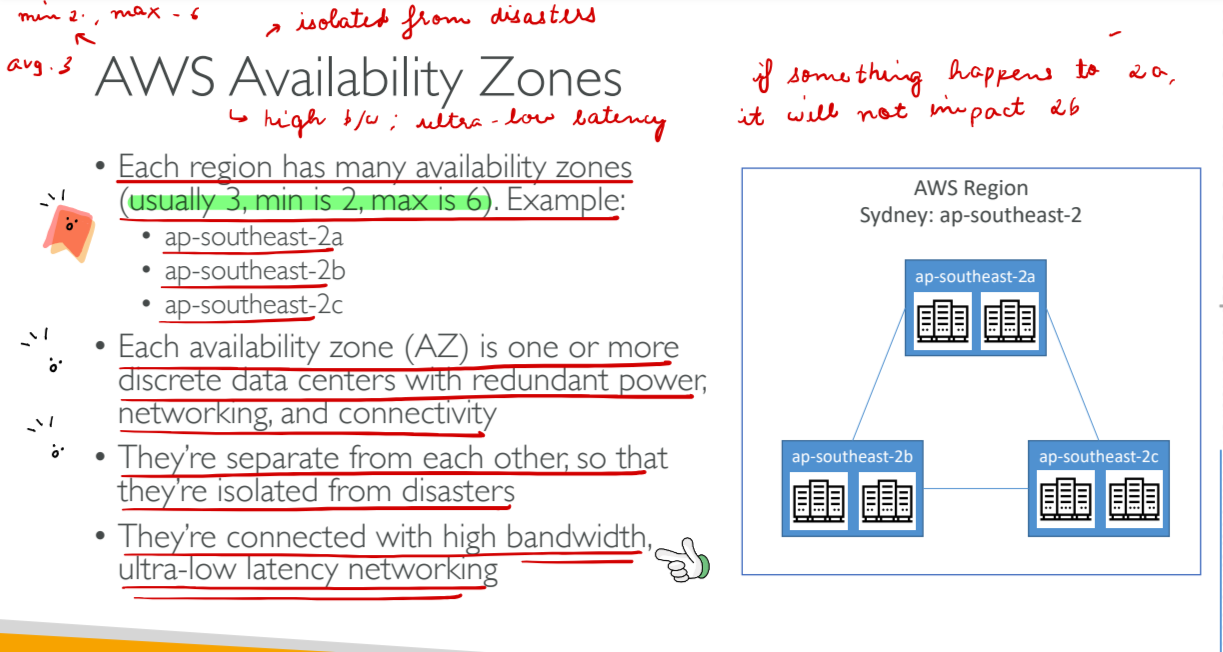 min 2., max - 6
isolated from disasters
avg. 3
AWS Availability Zones
high b/w ; ultra-low latency
if something happens to 2a,
it will not impact 2b
• Each region has many availability zones
(usually 3, min is 2, max is 6). Example:
• ap-southeast-2a
• ap-southeast-2b
• ap-southeast-2c
• Each availability zone (AZ) is one or more
discrete data centers with redundant power,
networking, and connectivity
• They’re separate from each other, so that
they’re isolated from disasters
• They’re connected with high bandwidth,
ultra-low latency networking
AWS Region
Sydney: ap-southeast-2
ap-southeast-2a
ap-southeast-2b
ap-southeast-2c